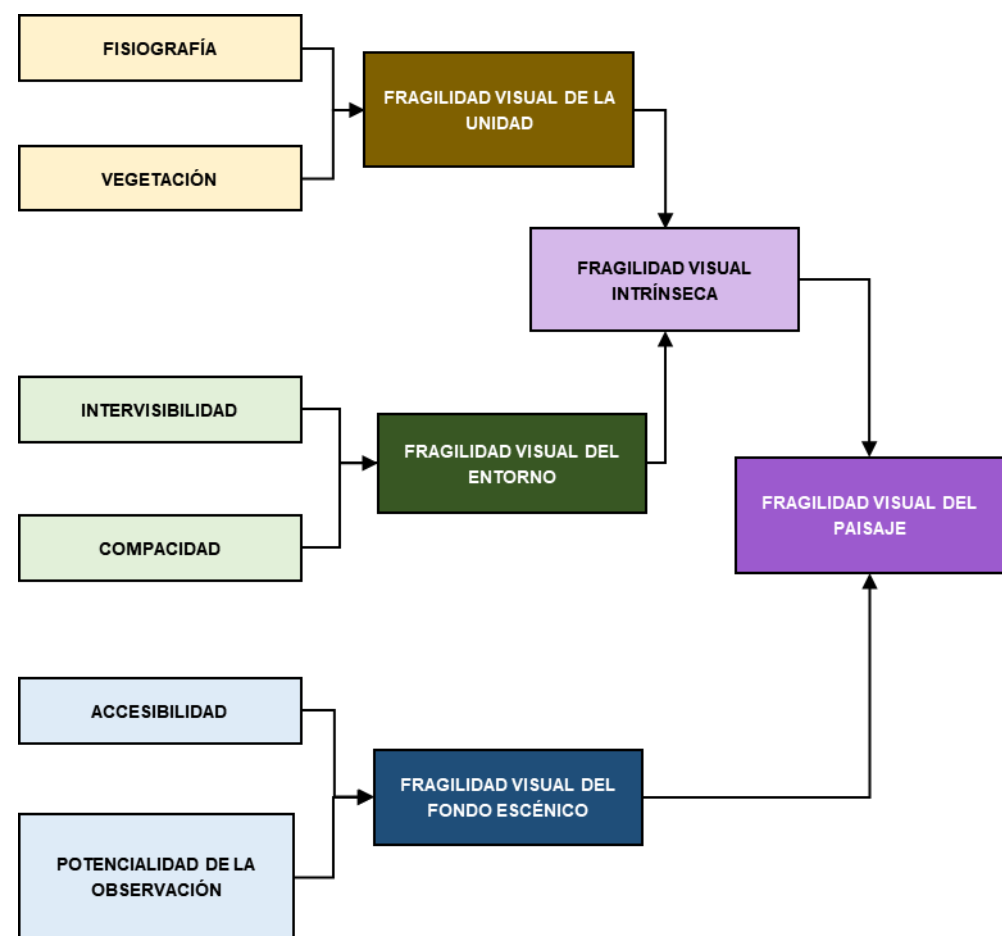 FISIOGRAFÍA
FRAGILIDAD VISUAL DE LA
UNIDAD
VEGETACIÓN
FRAGILIDAD VISUAL
INTRÍNSECA
INTERVISIBILIDAD
FRAGILIDAD VISUAL DEL
ENTORNO
COMPACIDAD
FRAGILIDAD VISUAL DEL
PAISAJE
ACCESIBILIDAD
FRAGILIDAD VISUAL DEL
FONDO ESCÉNICO
POTENCIALIDAD DE LA
OBSERVACIÓN